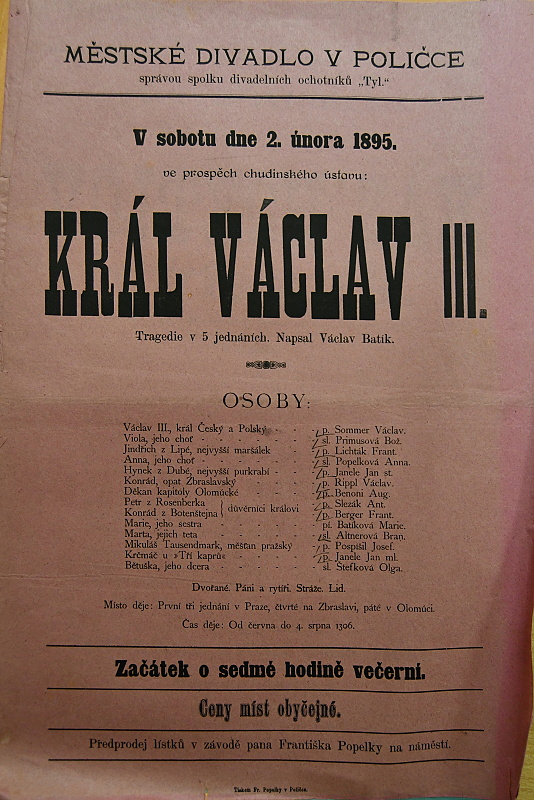 MĚSTSKÉ DIVADLO V POLIČCE
správou spolku divadelních ochotníků „Tyl.“
V sobotu dne 2. února 1895.
ve prospěch chudinského ústavu:
KRÁL VÁCLAV III.
Tragedie v 5 jednáních. Napsal Václav Batík.
OSOBY:
Václav III., král Český a Polský - - p. Sommer Václav.
Viola, jeho choť - - - - - sl. Primusová Bož.
Jindřich z Lipé, nejvyšší maršálek - p. Lichták Frant.
Anna, jeho choť - - - - - sl. Popelková Anna.
Hynek z Dubé, nejvyšší purkrabí - - p. Janele Jan st.
Konrád, opat Zbraslavský - - - p. Rippl Václav.
Děkan kapitoly Olomúcké - - - - p. Benoni Aug.
Petr z Rosenberka } důvěrníci královi p. Slezák Ant.
Konrád z Botenštejna } p. Berger Frant.
Marie, jeho sestra - - - - - pí. Batíková Marie.
Marta, jejich teta - - - - - sl. Altnerová Bran.
Mikuláš Tausendmark, měšťan pražský - p. Pospíšil Josef.
Krčmář u »Tří kaprů« - - - - p. Janele Jan ml.
Bětuška, jeho dcera - - - - - sl. Štefková Olga.
Dvořané. Páni a rytíři. Stráže. Lid.
Místo děje: První tři jednání v Praze, čtvrté na Zbraslavi, páté v Olomúci.
Čas děje: Od června do 4. srpna 1306.
Začátek o sedmé hodině večerní.
Ceny míst obyčejné.
Předprodej lístků v závodě pana Františka Popelky na náměstí.
Tiskem Fr. Popelky v Poličce.